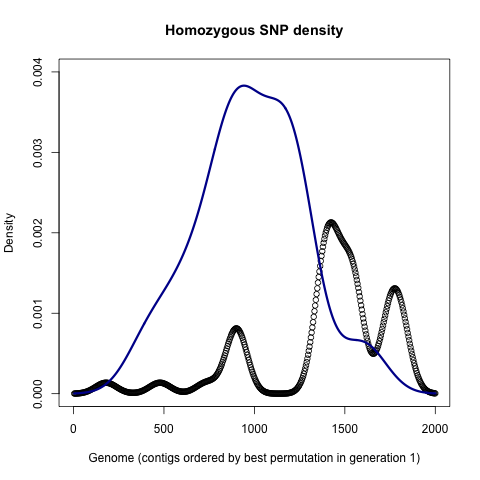 Homozygous SNP density
Density
0.004
0.003
0.002
0.001
0.000
0 500 1000 1500 2000
Genome (contigs ordered by best permutation in generation 1)